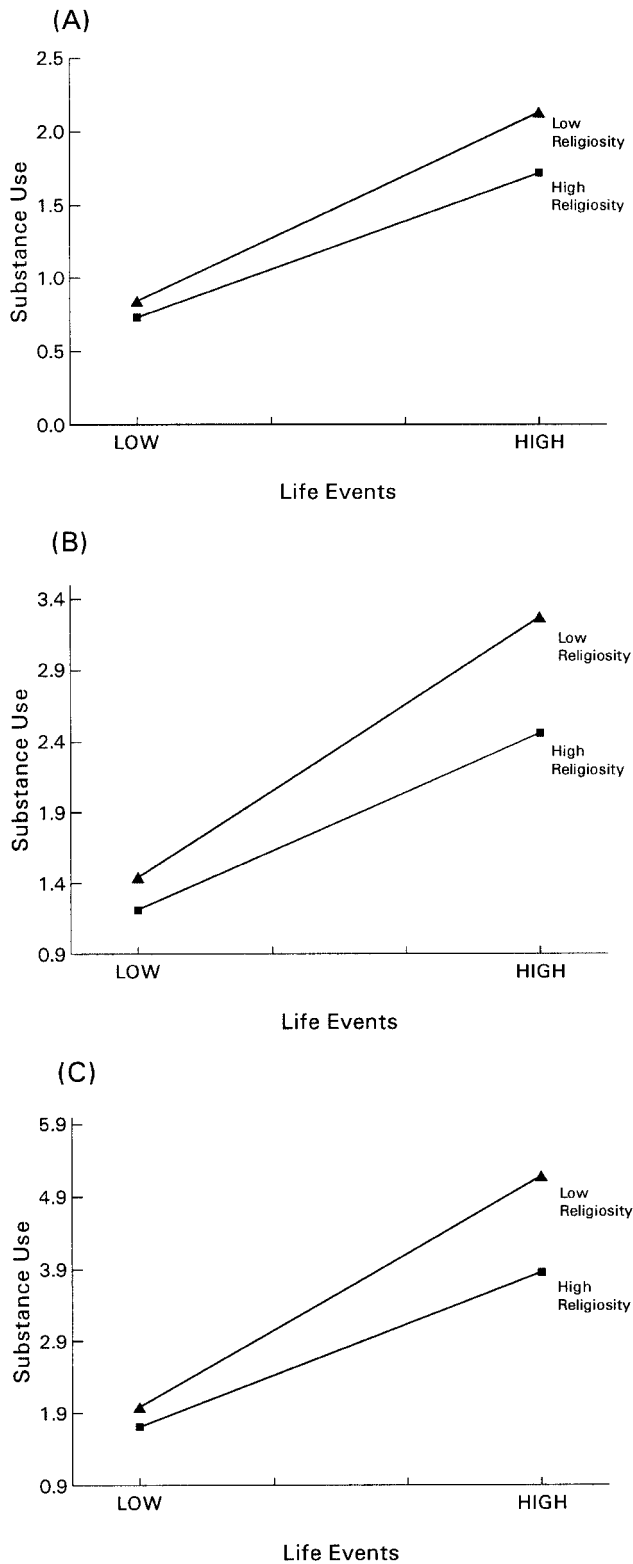 (A)
2.5
2.0
1.5
1.0
0.5
0.0
Substance Use
Low
Religiosity
High
Religiosity
LOW
HIGH
Life Events
(B)
3.4
2.9
2.4
1.9
1.4
0.9
Substance Use
Low
Religiosity
High
Religiosity
LOW
HIGH
Life Events
(C)
5.9
4.9
3.9
2.9
1.9
0.9
Substance Use
Low
Religiosity
High
Religiosity
LOW
HIGH
Life Events